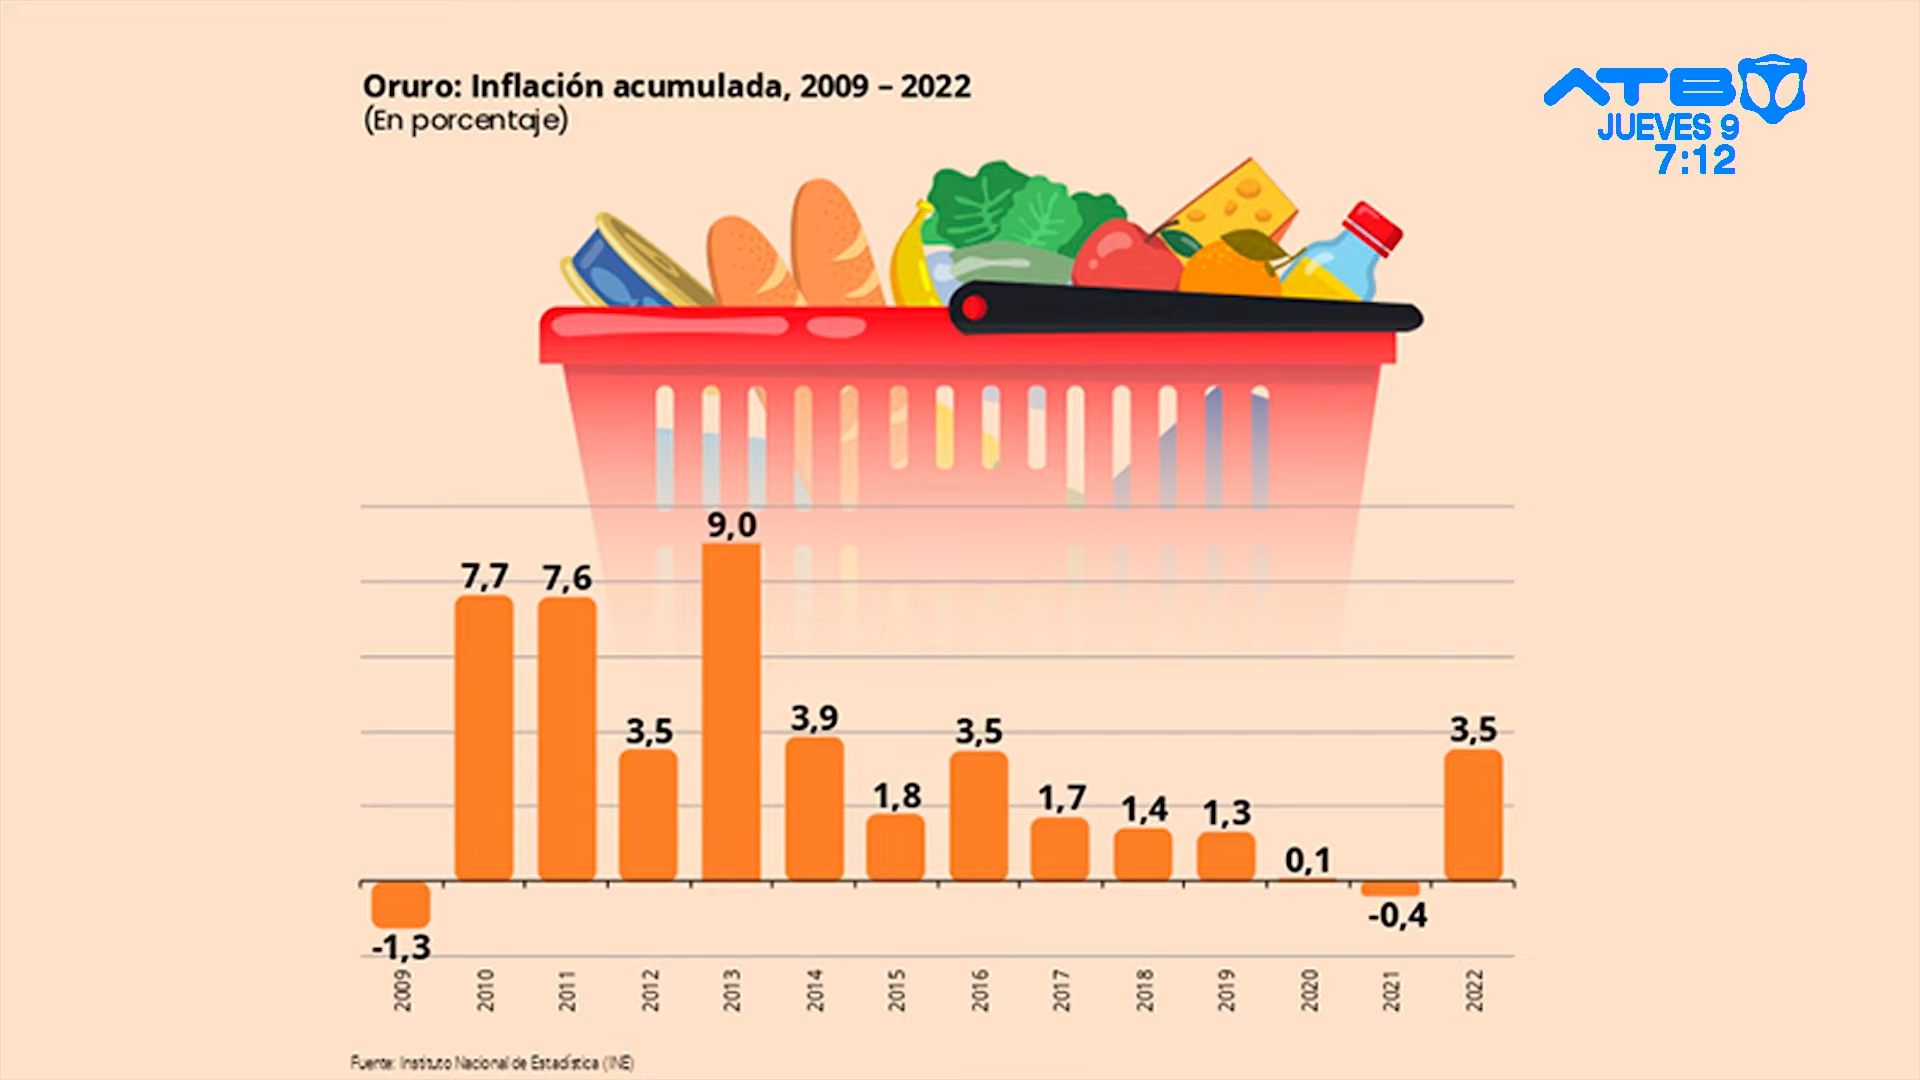 Oruro: Inflación acumulada, 2009 – 2022
(En porcentaje)
ATB
JUEVES 9
7:12
9,0
7,7 7,6
3,5 3,9 3,5 3,5
1,8 1,7 1,4 1,3
0,1
-0,4
-1,3
2009 2010 2011 2012 2013 2014 2015 2016 2017 2018 2019 2020 2021 2022
Fuente: Instituto Nacional de Estadística (INE)